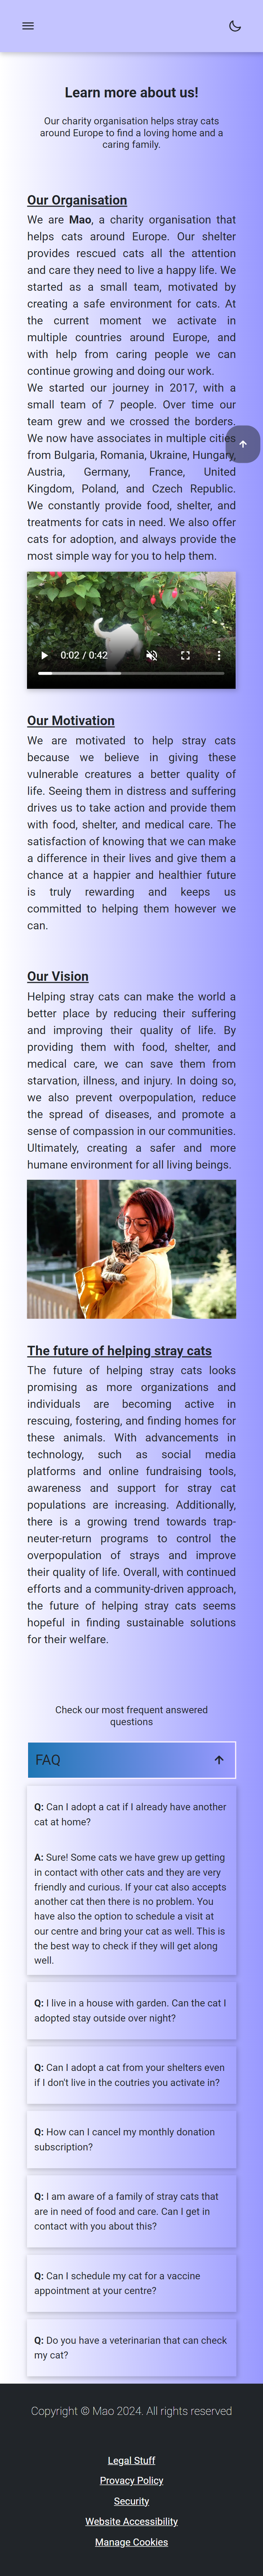 Learn more about us!
Our charity organisation helps stray cats
around Europe to find a loving home and a
caring family.
Our Organisation
We are Mao, a charity organisation that
helps cats around Europe. Our shelter
provides rescued cats all the attention
and care they need to live a happy life. We
started as a small team, motivated by
creating a safe environment for cats. At
the current moment we activate in
multiple countries around Europe, and
with help from caring people we can
continue growing and doing our work.
We started our journey in 2017, with a
small team of 7 people. Over time our
team grew and we crossed the borders.
We now have associates in multiple cities
from Bulgaria, Romania, Ukraine, Hungary,
Austria, Germany, France, United
Kingdom, Poland, and Czech Republic.
We constantly provide food, shelter, and
treatments for cats in need. We also offer
cats for adoption, and always provide the
most simple way for you to help them.
0:02 / 0:42
Our Motivation
We are motivated to help stray cats
because we believe in giving these
vulnerable creatures a better quality of
life. Seeing them in distress and suffering
drives us to take action and provide them
with food, shelter, and medical care. The
satisfaction of knowing that we can make
a difference in their lives and give them a
chance at a happier and healthier future
is truly rewarding and keeps us
committed to helping them however we
can.
Our Vision
Helping stray cats can make the world a
better place by reducing their suffering
and improving their quality of life. By
providing them with food, shelter, and
medical care, we can save them from
starvation, illness, and injury. In doing so,
we also prevent overpopulation, reduce
the spread of diseases, and promote a
sense of compassion in our communities.
Ultimately, creating a safer and more
humane environment for all living beings.
The future of helping stray cats
The future of helping stray cats looks
promising as more organizations and
individuals are becoming active in
rescuing, fostering, and finding homes for
these animals. With advancements in
technology, such as social media
platforms and online fundraising tools,
awareness and support for stray cat
populations are increasing. Additionally,
there is a growing trend towards trap-
neuter-return programs to control the
overpopulation of strays and improve
their quality of life. Overall, with continued
efforts and a community-driven approach,
the future of helping stray cats seems
hopeful in finding sustainable solutions
for their welfare.
Check our most frequent answered
questions
FAQ
Q: Can I adopt a cat if I already have another
cat at home?
A: Sure! Some cats we have grew up getting
in contact with other cats and they are very
friendly and curious. If your cat also accepts
another cat then there is no problem. You
have also the option to schedule a visit at
our centre and bring your cat as well. This is
the best way to check if they will get along
well.
Q: I live in a house with garden. Can the cat I
adopted stay outside over night?
Q: Can I adopt a cat from your shelters even
if I don't live in the coutries you activate in?
Q: How can I cancel my monthly donation
subscription?
Q: I am aware of a family of stray cats that
are in need of food and care. Can I get in
contact with you about this?
Q: Can I schedule my cat for a vaccine
appointment at your centre?
Q: Do you have a veterinarian that can check
my cat?
Copyright © Mao 2024. All rights reserved
Legal Stuff
Provacy Policy
Security
Website Accessibility
Manage Cookies